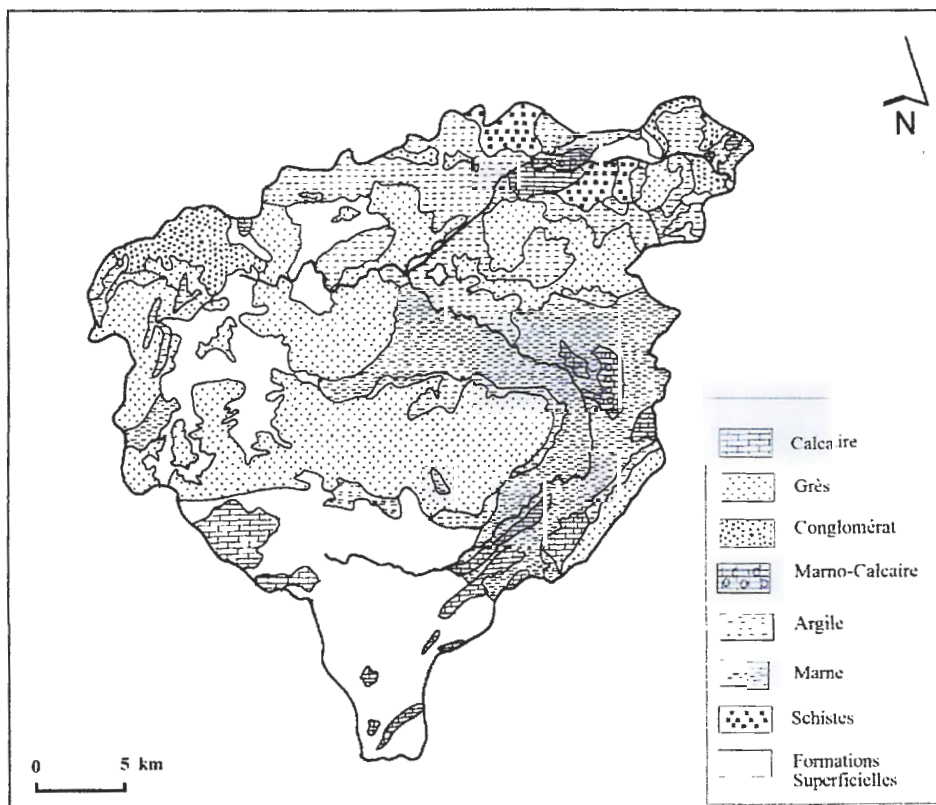 N
Calcaire
Grès
Conglomérat
Marno-Calcaire
Argile
Marne
Schistes
Formations
Superficielles
0 5 km